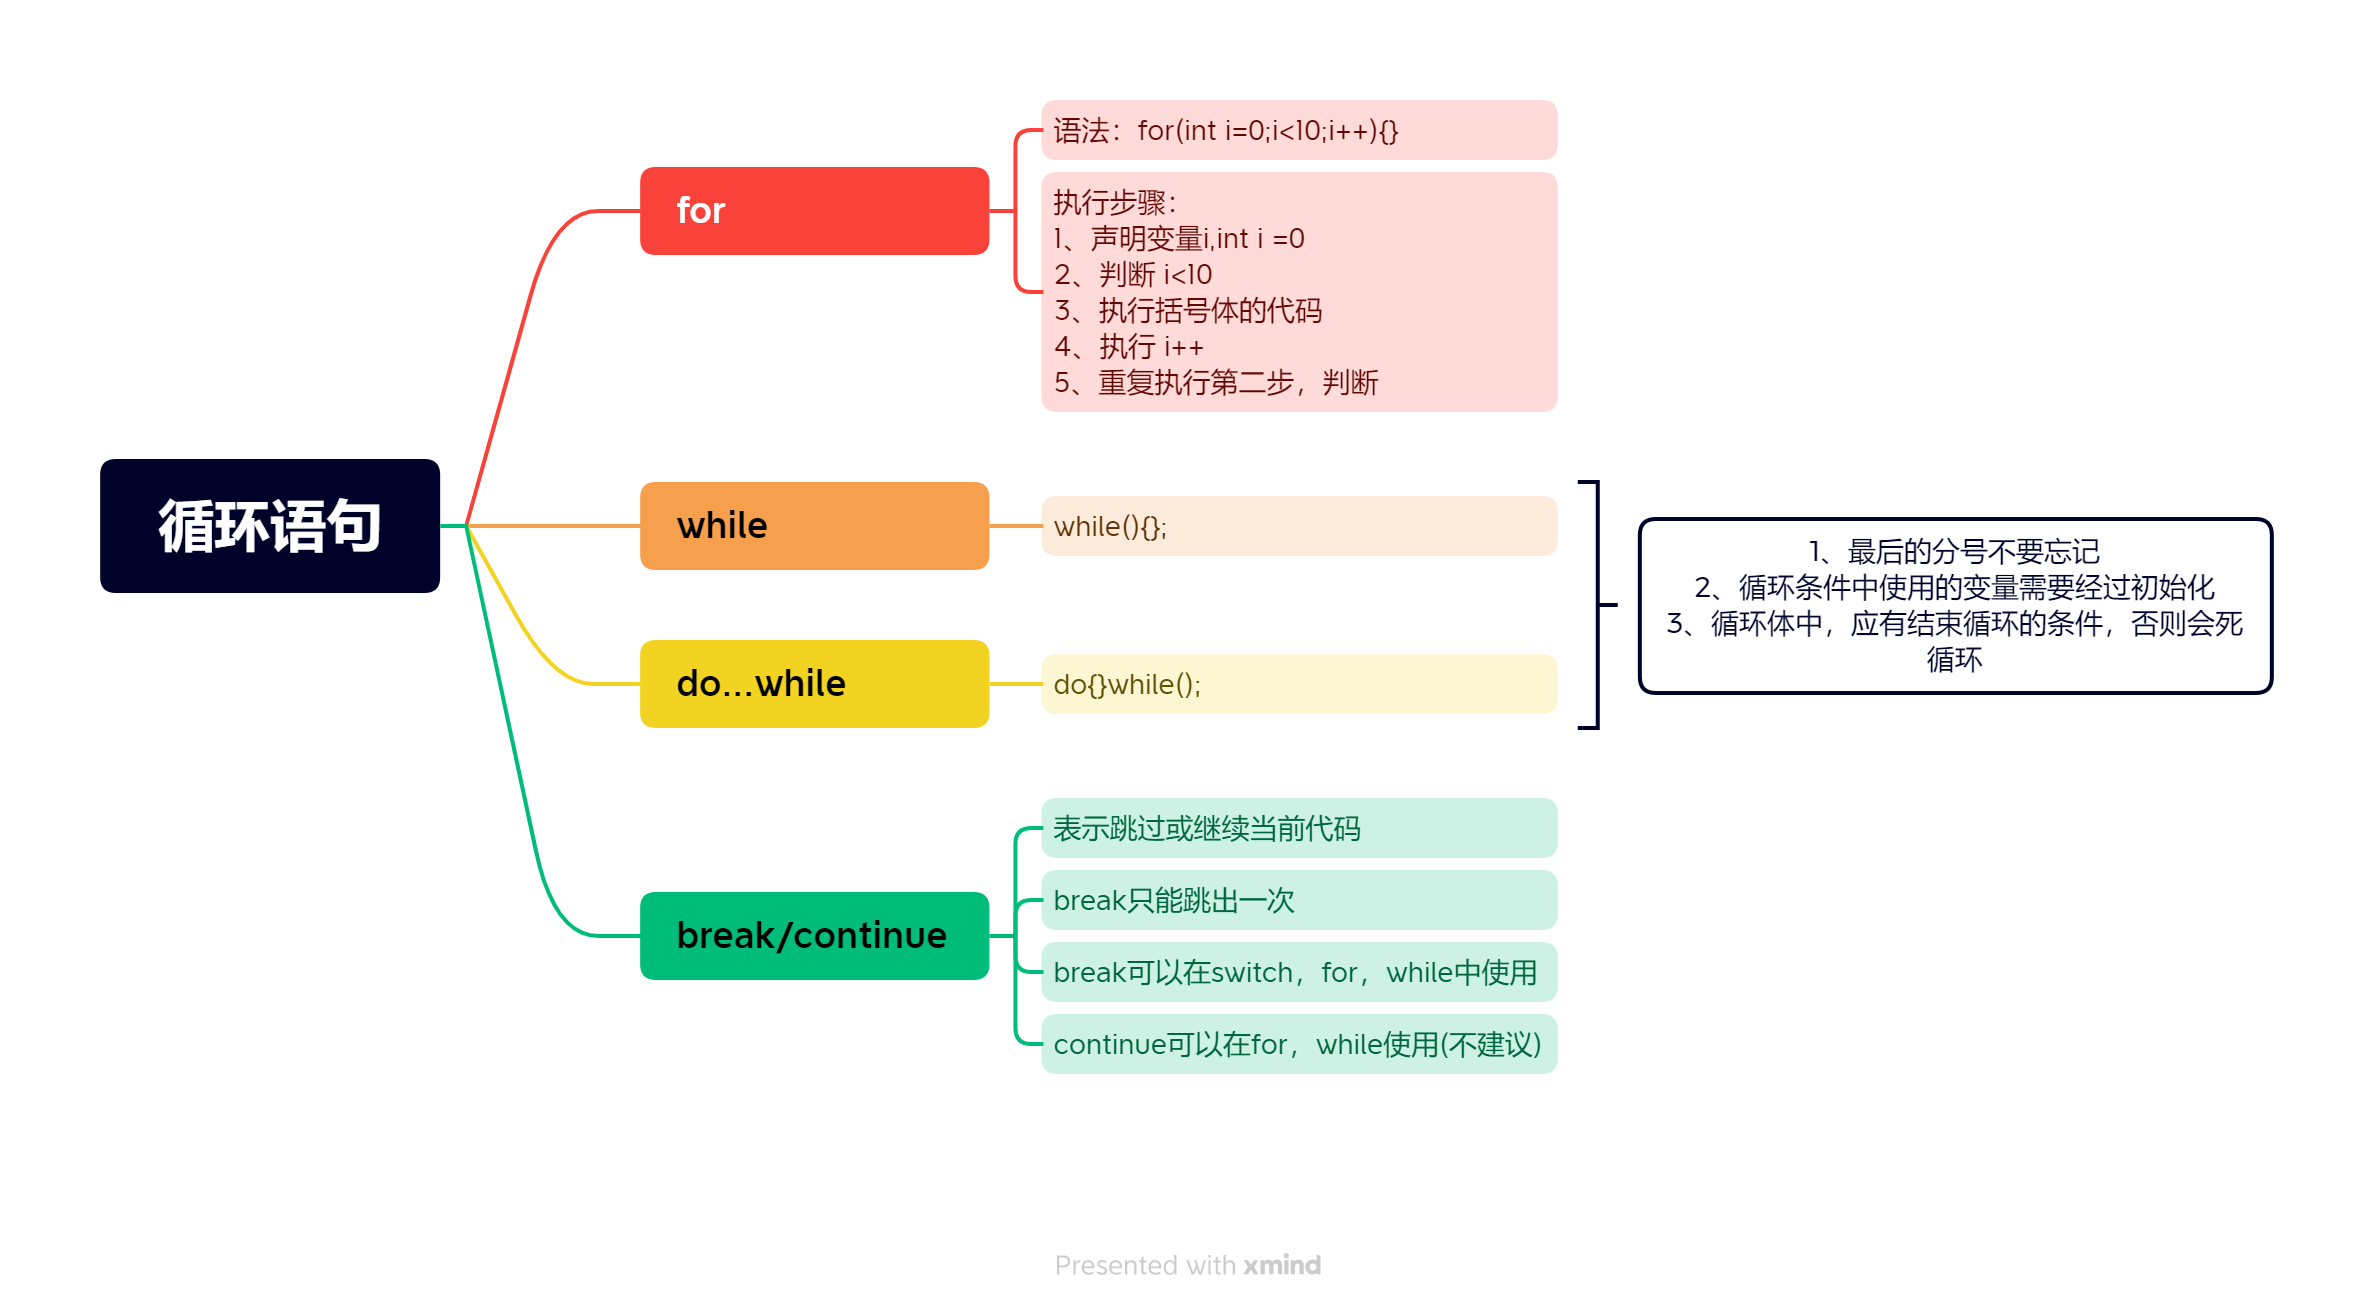 循环语句
for
语法：for(int i=0;i<10;i++){}
执行步骤：
1、声明变量i,int i =0
2、判断 i<10
3、执行括号体的代码
4、执行 i++
5、重复执行第二步，判断
while
while(){};
do...while
do{}while();
1、最后的分号不要忘记
2、循环条件中使用的变量需要经过初始化
3、循环体中，应有结束循环的条件，否则会死
循环
break/continue
表示跳过或继续当前代码
break只能跳出一次
break可以在switch，for，while中使用
continue可以在for，while使用(不建议)
Presented with xmind